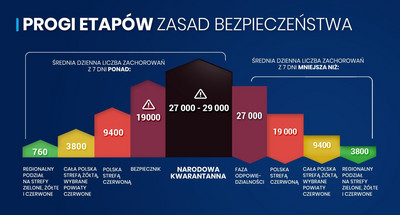 PROGI ETAPÓW ZASAD BEZPIECZEŃSTWA
ŚREDNIA DZIENNA LICZBA ZACHOROWAŃ
Z 7 DNI PONAD:
ŚREDNIA DZIENNA LICZBA ZACHOROWAŃ
Z 7 DNI MNIEJSZA NIŻ:
760
3800
9400
19000
27 000 - 29 000
27 000
19 000
9400
3800
REGIONALNY
PODZIAŁ
NA STREFY
ZIELONE, ŻÓŁTE
I CZERWONE
CAŁA POLSKA
STREFĄ ŻÓŁTĄ,
WYBRANE
POWIATY
CZERWONE
POLSKA
STREFĄ
CZERWONĄ
BEZPIECZNIK
NARODOWA
KWARANTANNA
FAZA
ODPOWIE-
DZIALNOŚCI
POLSKA
STREFĄ
CZERWONĄ
CAŁA POLSKA
STREFĄ ŻÓŁTĄ,
WYBRANE
POWIATY
CZERWONE
REGIONALNY
PODZIAŁ
NA STREFY
ZIELONE, ŻÓŁTE
I CZERWONE